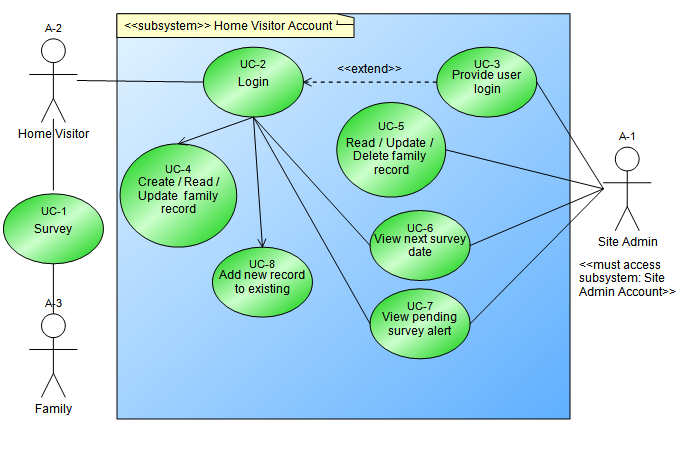 <<subsystem>> Home Visitor Account
A-2
Home Visitor
UC-2
Login
<<extend>>
UC-3
Provide user
login
UC-5
Read / Update /
Delete family
record
A-1
Site Admin
<<must access
subsystem: Site
Admin Account>>
UC-4
Create / Read /
Update family
record
UC-1
Survey
UC-6
View next survey
date
UC-8
Add new record
to existing
UC-7
View pending
survey alert
A-3
Family